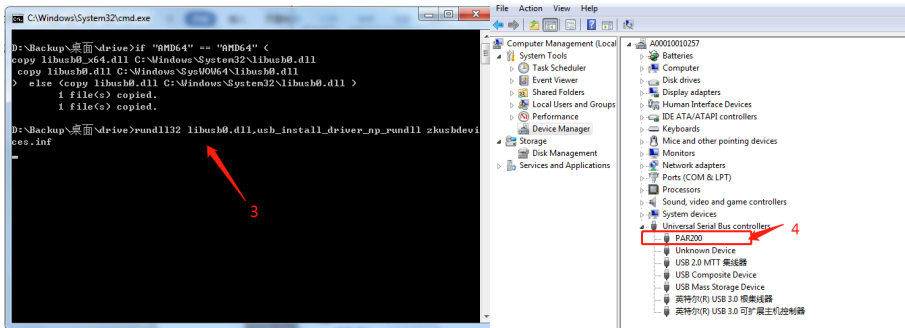 C:\Windows\System32\cmd.exe
D:\Backup\桌面\drive>if "AMD64" == "AMD64" (
copy libusb0_x64.dll C:\Windows\System32\libusb0.dll
copy libusb0.dll C:\Windows\SysWOW64\libusb0.dll
) else (copy libusb0.dll C:\Windows\System32\libusb0.dll )
1 file(s) copied.
1 file(s) copied.
D:\Backup\桌面\drive>rundll32 libusb0.dll,usb_install_driver_np_rundll zkusbdevi
ces.inf
3
File Action View Help
Computer Management (Local
System Tools
Task Scheduler
Event Viewer
Shared Folders
Local Users and Groups
Performance
Device Manager
Storage
Disk Management
Services and Applications
A00010010257
Batteries
Computer
Disk drives
Display adapters
Human Interface Devices
IDE ATA/ATAPI controllers
Keyboards
Mice and other pointing devices
Monitors
Network adapters
Ports (COM & LPT)
Processors
Sound, video and game controllers
System devices
Universal Serial Bus controllers
4
PAR200
Unknown Device
USB 2.0 MTT 集线器
USB Composite Device
USB Mass Storage Device
英特尔(R) USB 3.0 根集线器
英特尔(R) USB 3.0 可扩展主机控制器